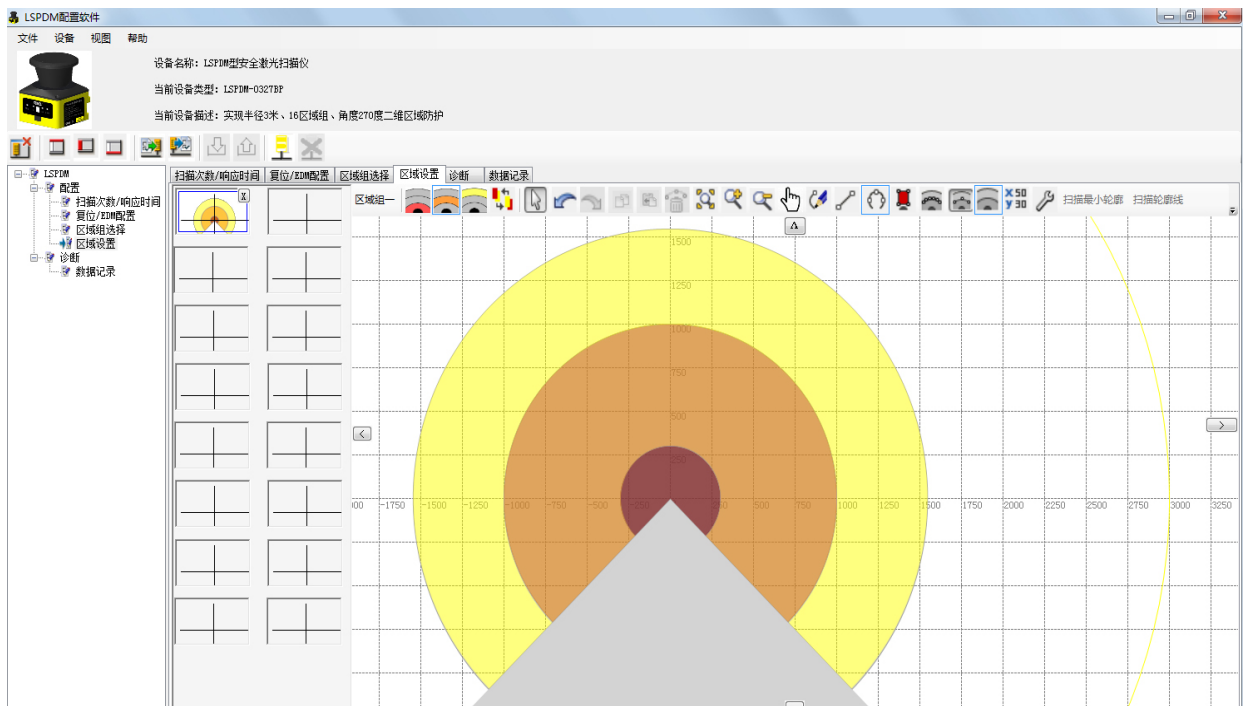 LSPDM配置软件
文件 设备 视图 帮助
设备名称：LSPDM型安全激光扫描仪
当前设备类型：LSPDM-0327BP
当前设备描述：实现半径3米、16区域组、角度270度二维区域防护
LSPDM
配置
扫描次数/响应时间
复位/EDM配置
区域组选择
区域设置
诊断
数据记录
扫描次数/响应时间 复位/EDM配置 区域组选择 区域设置 诊断 数据记录
X
区域组一 X 50 y 30 扫描最小轮廓 扫描轮廓线
1500
1250
1000
750
500
250
00 -1750 -1500 -1250 -1000 -750 -500 -250 250 500 750 1000 1250 1500 1750 2000 2250 2500 2750 3000 3250